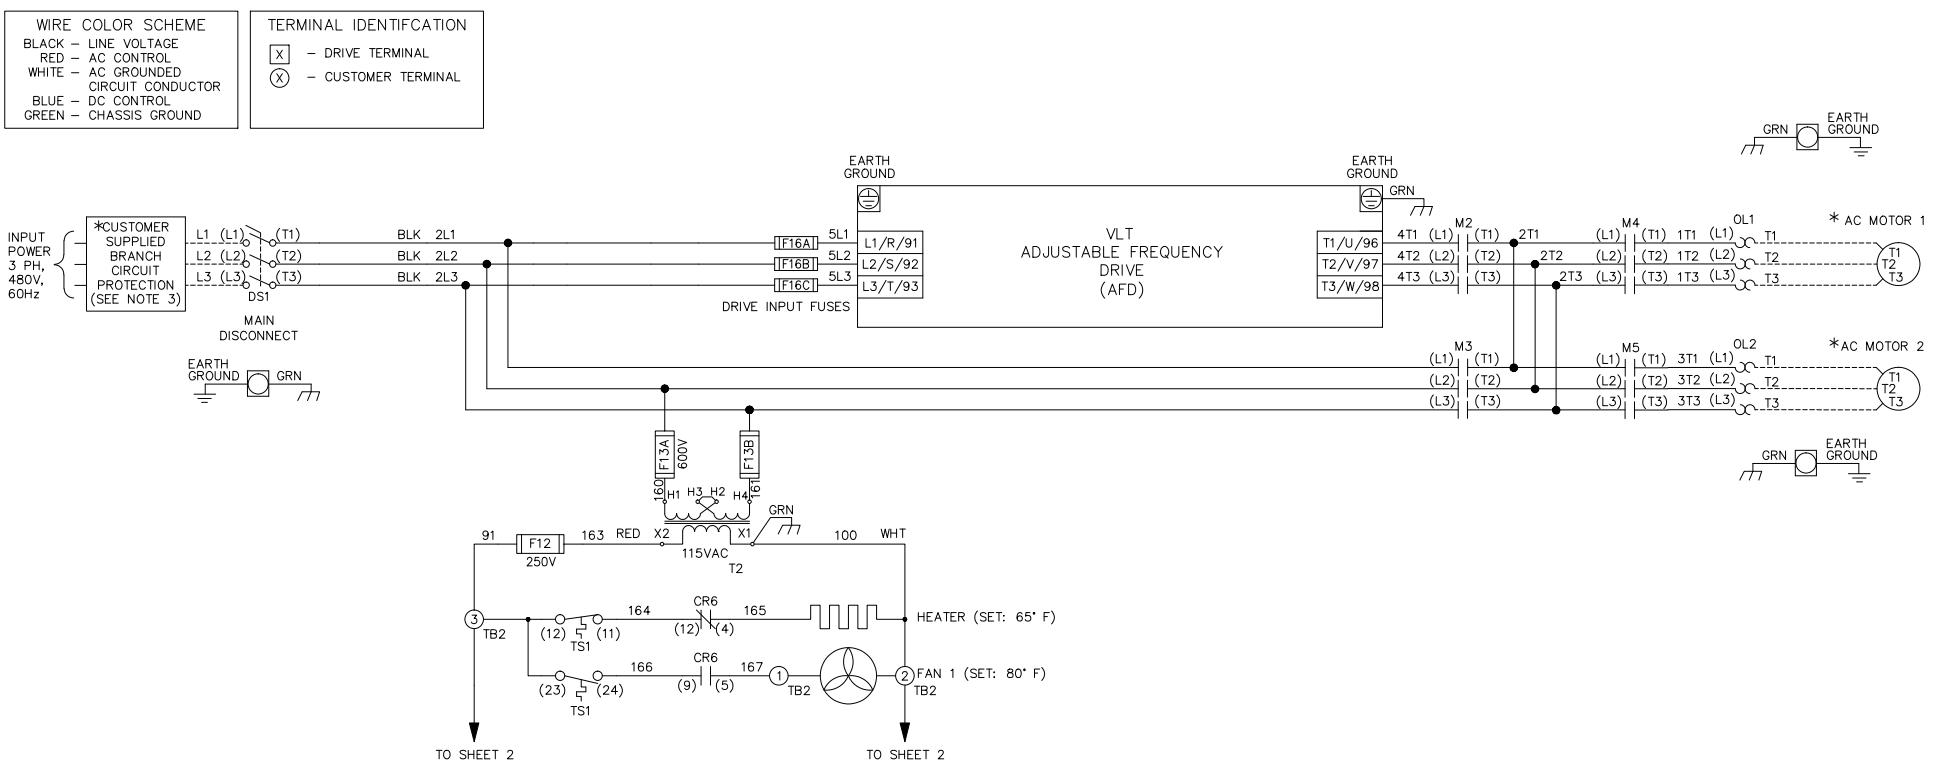 WIRE COLOR SCHEME
BLACK – LINE VOLTAGE
RED – AC CONTROL
WHITE – AC GROUNDED
CIRCUIT CONDUCTOR
BLUE – DC CONTROL
GREEN – CHASSIS GROUND
TERMINAL IDENTIFCATION
X – DRIVE TERMINAL
X – CUSTOMER TERMINAL
GRN
EARTH
GROUND
INPUT
POWER
3 PH,
480V,
60Hz
*CUSTOMER
SUPPLIED
BRANCH
CIRCUIT
PROTECTION
(SEE NOTE 3)
L1 (L1) (T1) BLK 2L1
L2 (L2) (T2) BLK 2L2
L3 (L3) (T3) BLK 2L3
DS1
MAIN
DISCONNECT
EARTH
GROUND GRN
F16A 5L1
F16B 5L2
F16C 5L3
DRIVE INPUT FUSES
EARTH
GROUND
L1/R/91
L2/S/92
L3/T/93
VLT
ADJUSTABLE FREQUENCY
DRIVE
(AFD)
EARTH
GROUND
GRN
T1/U/96
T2/V/97
T3/W/98
M2 M4 OL1 * AC MOTOR 1
4T1 (L1) (T1) 2T1 (L1) (T1) 1T1 (L1) T1
4T2 (L2) (T2) 2T2 (L2) (T2) 1T2 (L2) T2
4T3 (L3) (T3) 2T3 (L3) (T3) 1T3 (L3) T3
T1
T2
T3
M3 M5 OL2 *AC MOTOR 2
(L1) (T1) (L1) (T1) 3T1 (L1) T1
(L2) (T2) (L2) (T2) 3T2 (L2) T2
(L3) (T3) (L3) (T3) 3T3 (L3) T3
T1
T2
T3
GRN
EARTH
GROUND
F13A
600V
F13B
160
H1 H3 H2 H4
161
GRN
91 F12 163 RED X2 X1 100 WHT
250V
115VAC
T2
3
TB2
(12) (11)
TS1
164
CR6
(12) (4)
165
HEATER (SET: 65° F)
(23) (24)
TS1
166
CR6
(9) (5)
167
1
TB2
2
TB2
FAN 1 (SET: 80° F)
TO SHEET 2
TO SHEET 2